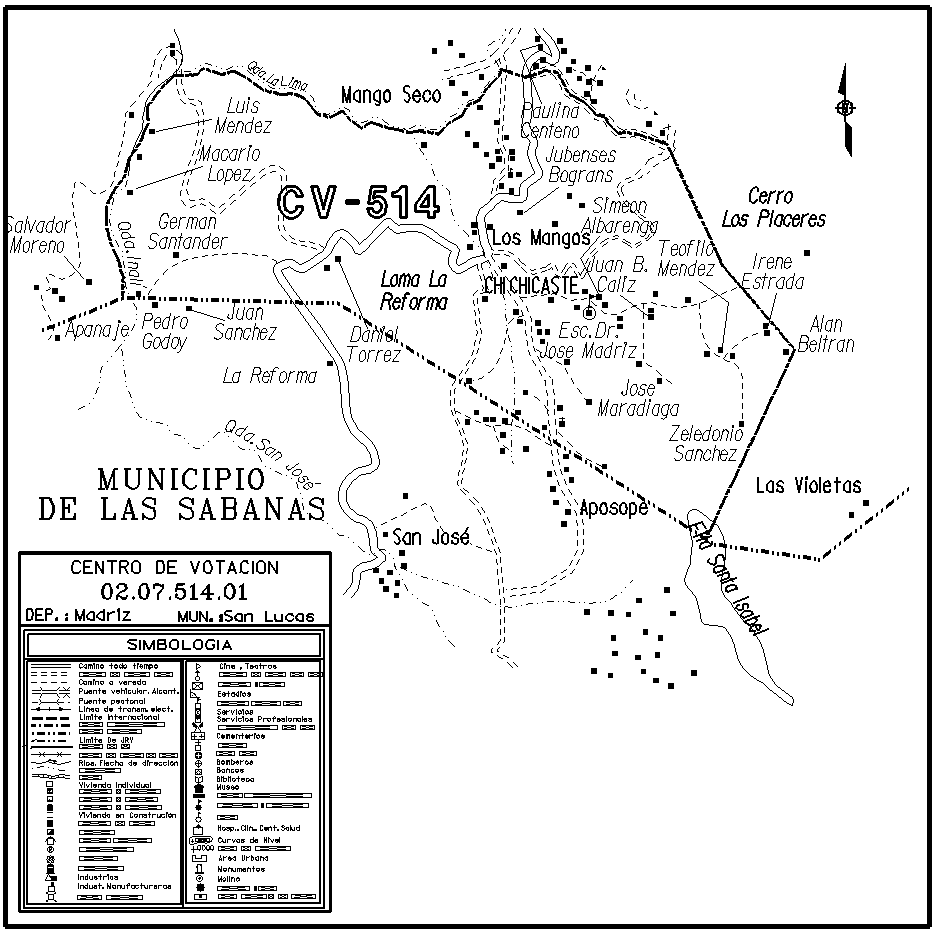 Qda. La Lima
Mango Seco
Luis
Mendez
Paulina
Centeno
Macario
Lopez
Jubenses
Bagrans
CV-514
Cerro
Los Placeres
Salvador
Moreno
German
Santander
Simeon
Albarenga
Los Mangos
Teofilo
Mendez
Qda. Inali
Loma La
Reforma
CHICHICASTE
Juan B.
Caliz
Irene
Estrada
Apanaje
Pedro
Godoy
Juan
Sanchez
Daniel
Torrez
Esc. Dr.
Jose Madriz
Alan
Beltran
La Reforma
Jose
Maradiaga
Qda. San José
Zeledonio
Sanchez
MUNICIPIO
DE LAS SABANAS
Las Violetas
Aposope
San José
Santa Isabel
CENTRO DE VOTACION
02.07.514.01
DEP.: Madriz MUN.: San Lucas
SIMBOLOGIA
Camino todo tiempo
Camino o vereda
Puente vehicular. Alcant.
Puente peatonal
Linea de transm. elect.
Limite Internacional
Limite De JRV
Rios. Flecha de dirección
Vivienda Individual
Vivienda en Construcion
Industrias
Indust. Manufactureras
Cine , Teatros
Estadios
Servicios
Servicios Profesionales
Cementerios
Bomberos
Bancos
Biblioteca
Museo
Hosp., Clin., Cent. Salud
Curvas de Nivel
Area Urbana
Monumentos
Molino